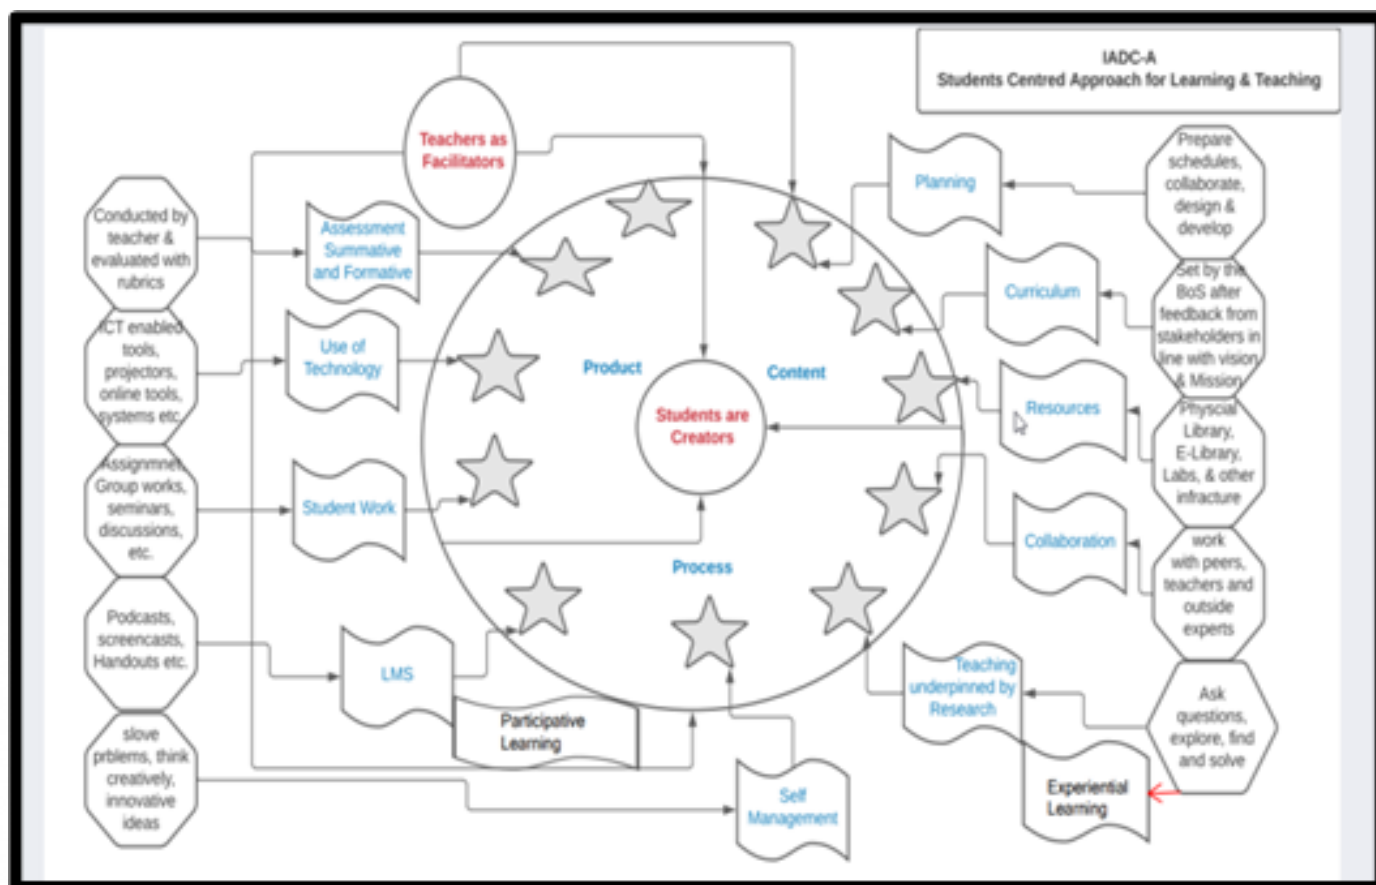 IADC-A
Students Centred Approach for Learning & Teaching
Teachers as
Facilitators
Conducted by
teacher &
evaluated with
rubrics
Assessment
Summative
and Formative
ICT enabled
tools,
projectors,
online tools,
systems etc
Use of
Technology
Assignmnet,
Group works,
seminars,
discussions,
etc.
Student Work
Podcasts,
screencasts,
Handouts etc.
LMS
Participative
Learning
slove
prblems, think
creatively,
innovative
ideas
Self
Management
Product
Content
Process
Students are
Creators
Planning
Prepare
schedules,
collaborate,
design &
develop
Curriculum
Set by the
BoS after
feedback from
stakeholders in
line with vision
& Mission
Resources
Physcial
Library,
E-Library,
Labs, & other
infracture
Collaboration
work
with peers,
teachers and
outside
experts
Teaching
underpinned by
Research
Ask
questions,
explore, find
and solve
Experiential
Learning